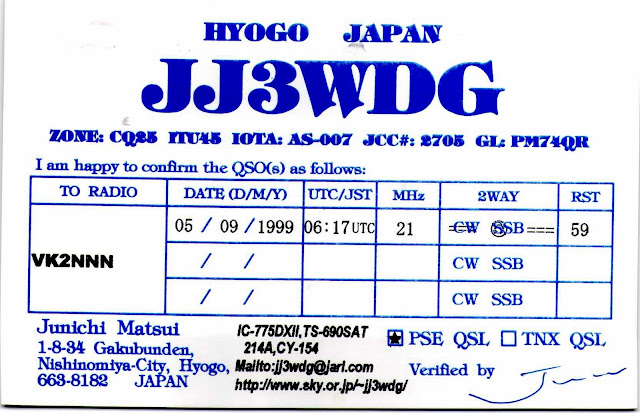 HYOGO JAPAN
JJ3WDG
ZONE: CQ25 ITU45 IOTA: AS-007 JCC#: 2705 GL: PM74QR
I am happy to confirm the QSO(s) as follows:
TO RADIO DATE (D/M/Y) UTC/JST MHz 2WAY RST
VK2NNN 05 / 09 / 1999 06:17 UTC 21 CW SSB 59
/ / CW SSB
/ / CW SSB
Junichi Matsui
1-8-34 Gakubunden,
Nishinomiya-City, Hyogo,
663-8182 JAPAN
IC-775DXII,TS-690SAT
214A,CY-154
Mailto:jj3wdg@jarl.com
http://www.sky.or.jp/~jj3wdg/
PSE QSL TNX QSL
Verified by